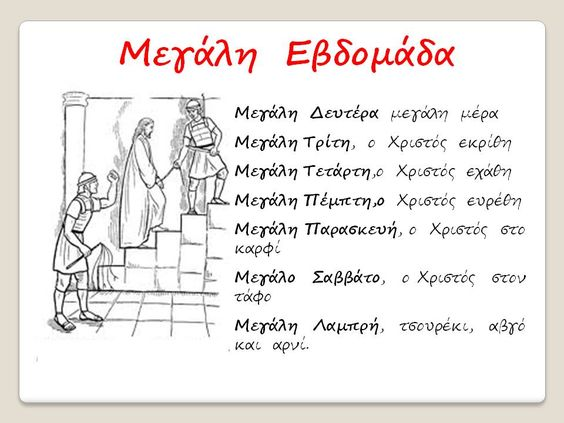 Μεγάλη Εβδομάδα
Μεγάλη Δευτέρα μεγάλη μέρα
Μεγάλη Τρίτη, ο Χριστός εκρίθη
Μεγάλη Τετάρτη,ο Χριστός εχάθη
Μεγάλη Πέμπτη,ο Χριστός ευρέθη
Μεγάλη Παρασκευή, ο Χριστός στο
καρφί
Μεγάλο Σαββάτο, ο Χριστός στον
τάφο
Μεγάλη Λαμπρή, τσουρέκι, αβγό
και αρνί.